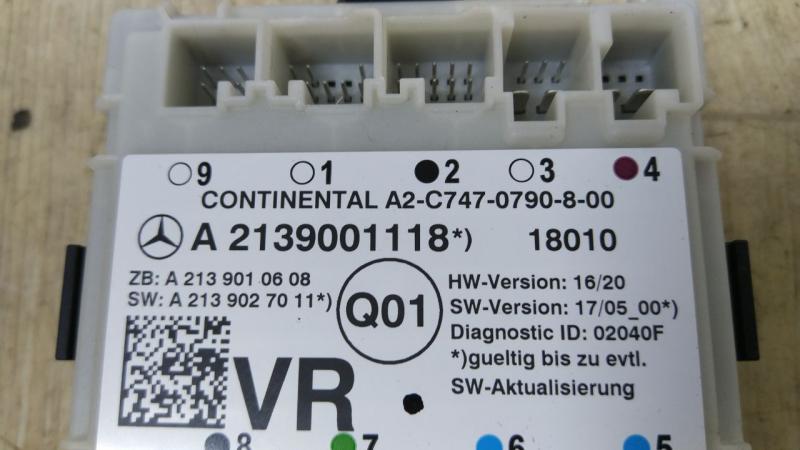 9 1 2 3 4
CONTINENTAL A2-C747-0790-8-00
A 2139001118*) 18010
ZB: A 213 901 06 08
SW: A 213 902 70 11*)
Q01
HW-Version: 16/20
SW-Version: 17/05_00*)
Diagnostic ID: 02040F
*)gueltig bis zu evtl.
SW-Aktualisierung
VR
8 7 6 5